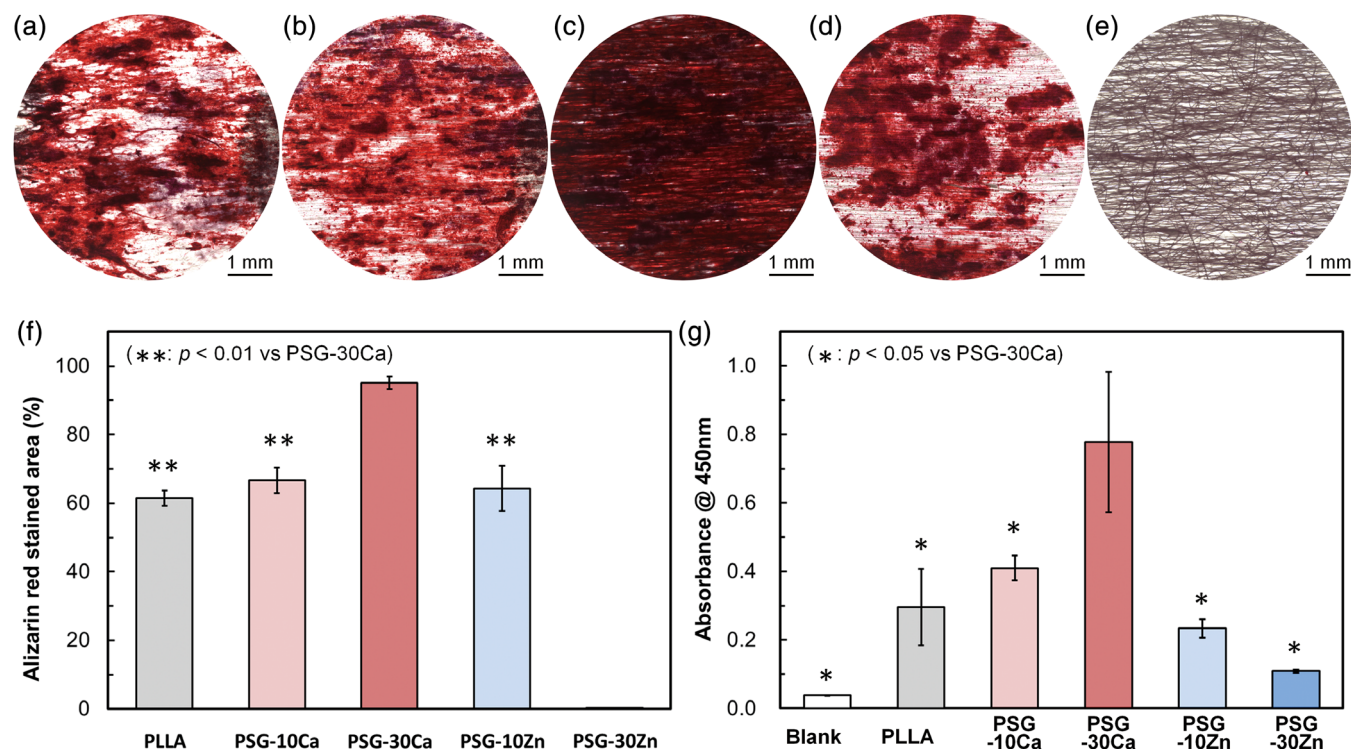 (a) (b) (c) (d) (e)
1 mm 1 mm 1 mm 1 mm 1 mm
(f)
(**: p < 0.01 vs PSG-30Ca)
Alizarin red stained area (%)
100
80
60
40
20
0
** ** **
PLLA PSG-10Ca PSG-30Ca PSG-10Zn PSG-30Zn
(g)
(*: p < 0.05 vs PSG-30Ca)
Absorbance @ 450nm
1.0
0.8
0.6
0.4
0.2
0.0
* * * * *
Blank PLLA PSG PSG PSG PSG
-10Ca -30Ca -10Zn -30Zn